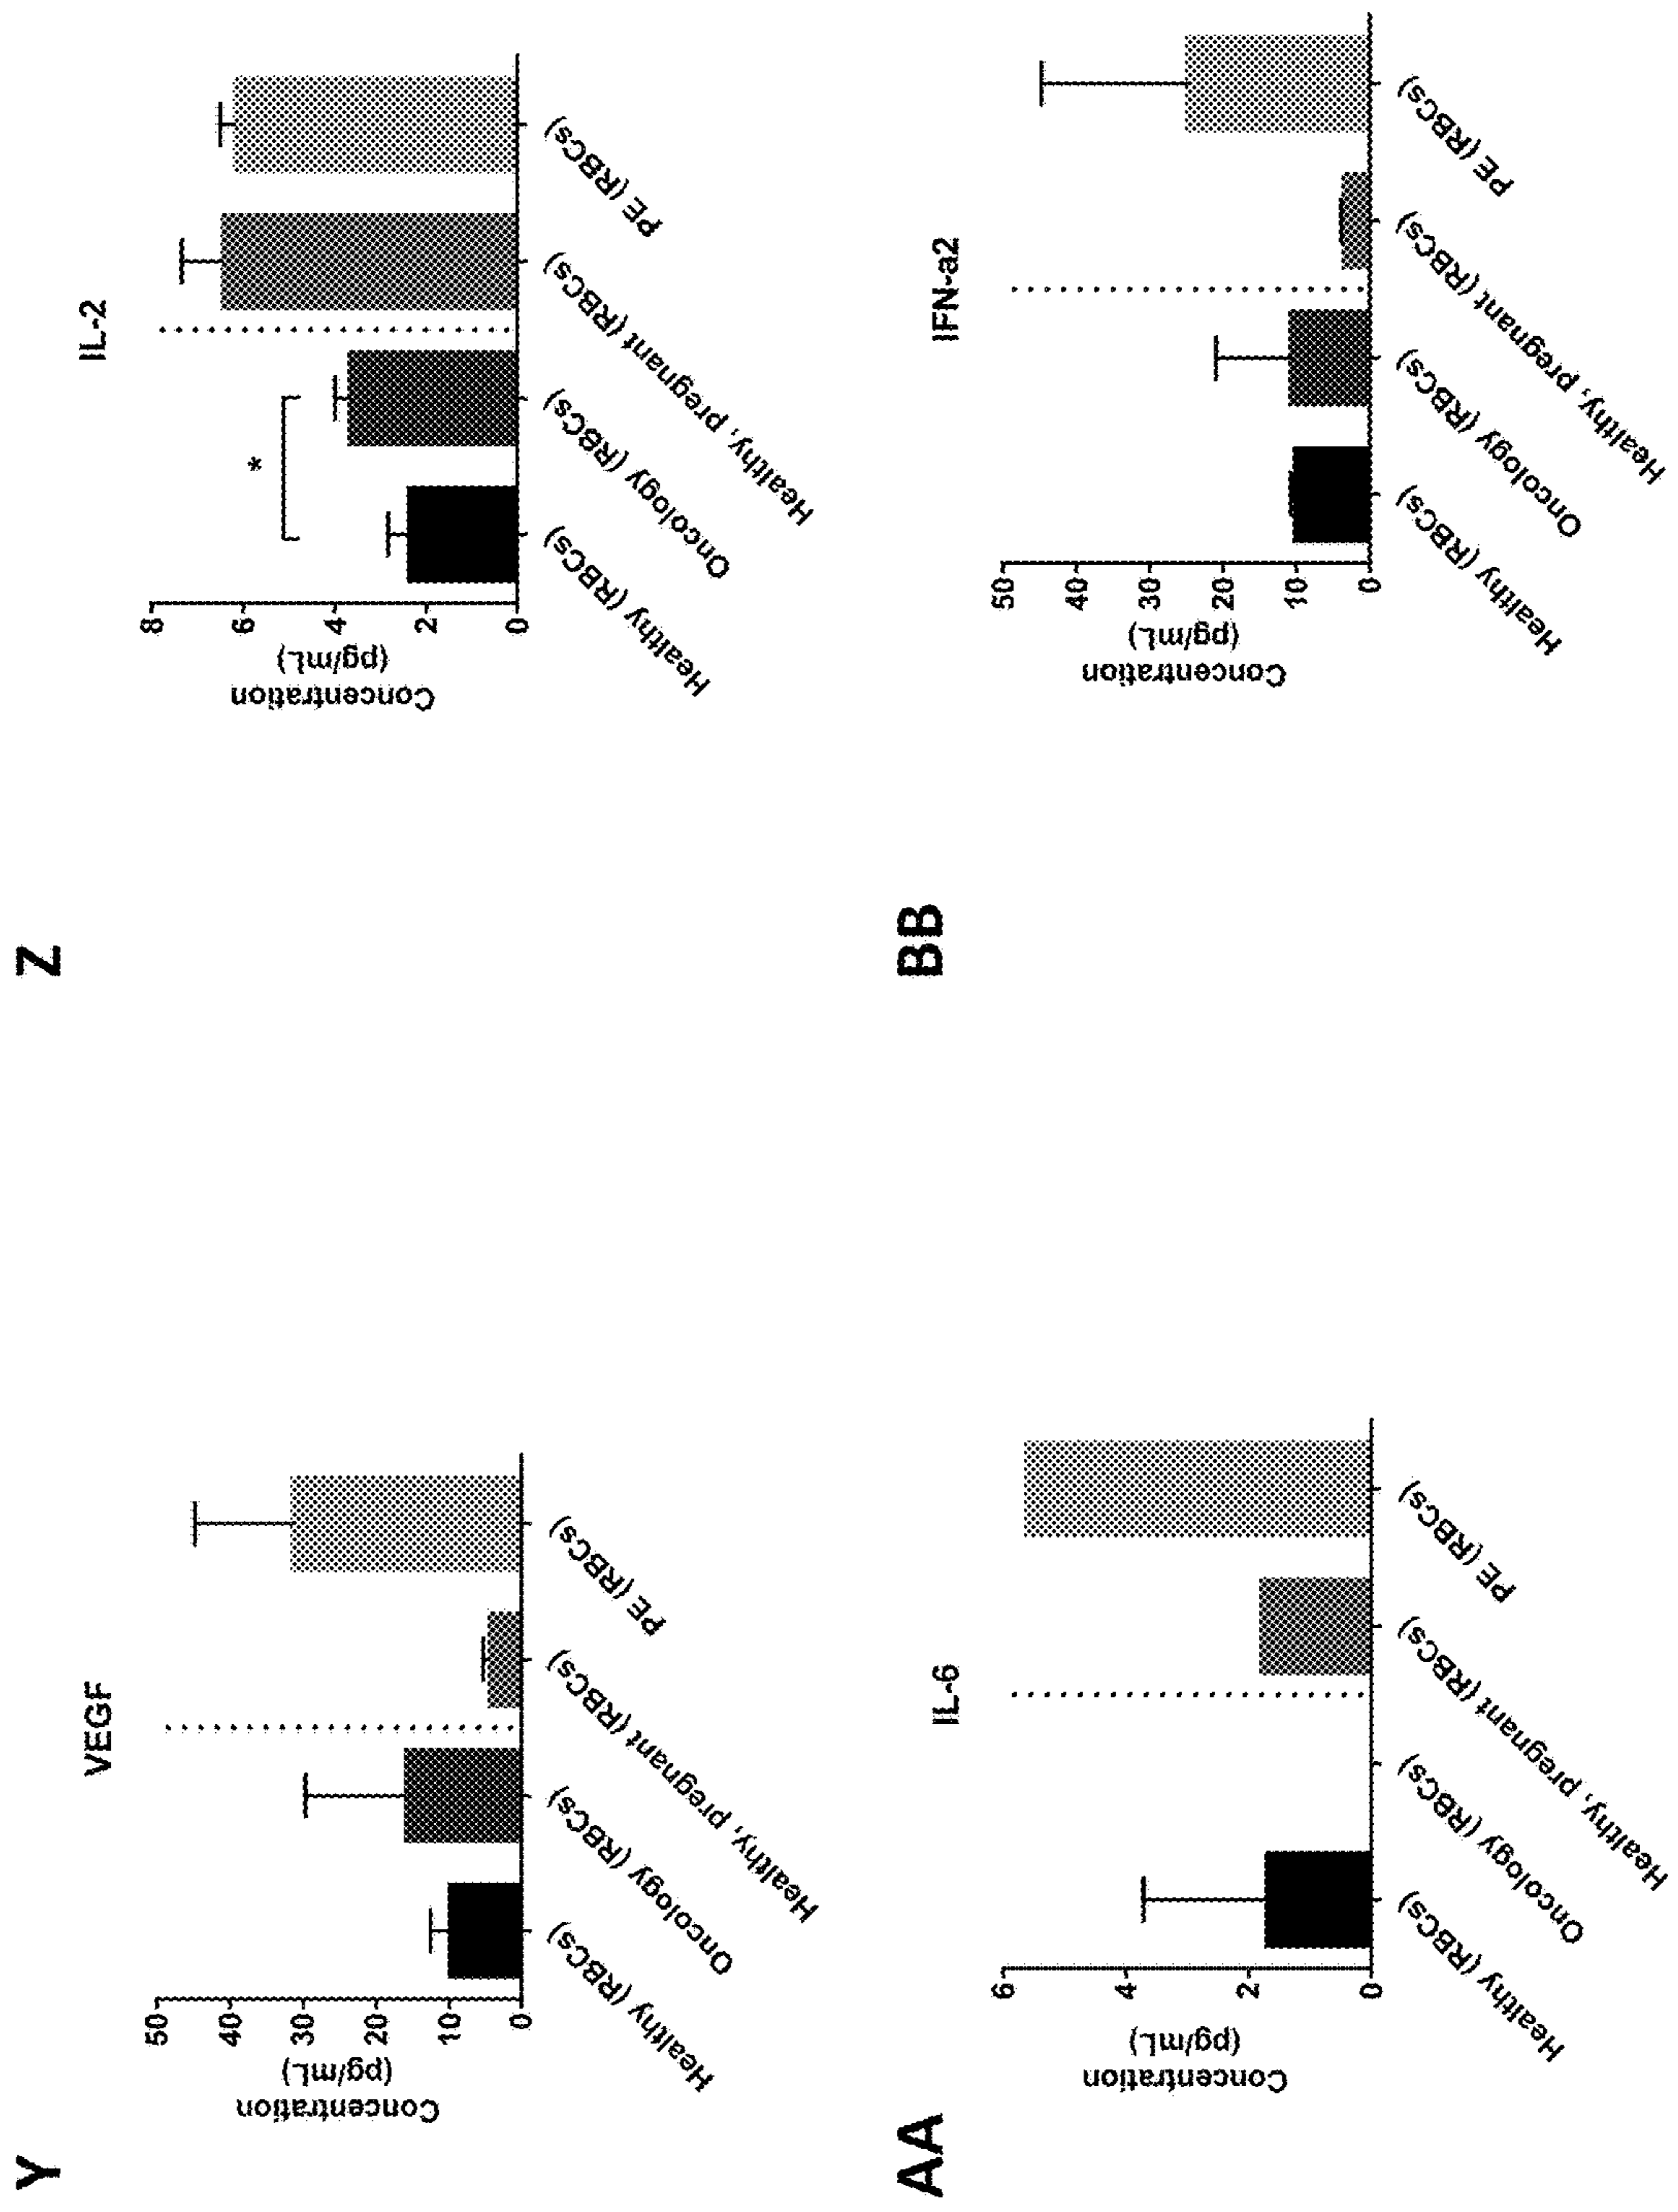 Y
VEGF
Concentration
(pg/mL)
50
40
30
20
10
0
Healthy (RBCs)
Oncology (RBCs)
Healthy, pregnant (RBCs)
PE (RBCs)
Z
IL-2
Concentration
(pg/mL)
8
6
4
2
0
*
Healthy (RBCs)
Oncology (RBCs)
Healthy, pregnant (RBCs)
PE (RBCs)
AA
IL-6
Concentration
(pg/mL)
6
4
2
0
Healthy (RBCs)
Oncology (RBCs)
Healthy, pregnant (RBCs)
PE (RBCs)
BB
IFN-a2
Concentration
(pg/mL)
50
40
30
20
10
0
Healthy (RBCs)
Oncology (RBCs)
Healthy, pregnant (RBCs)
PE (RBCs)